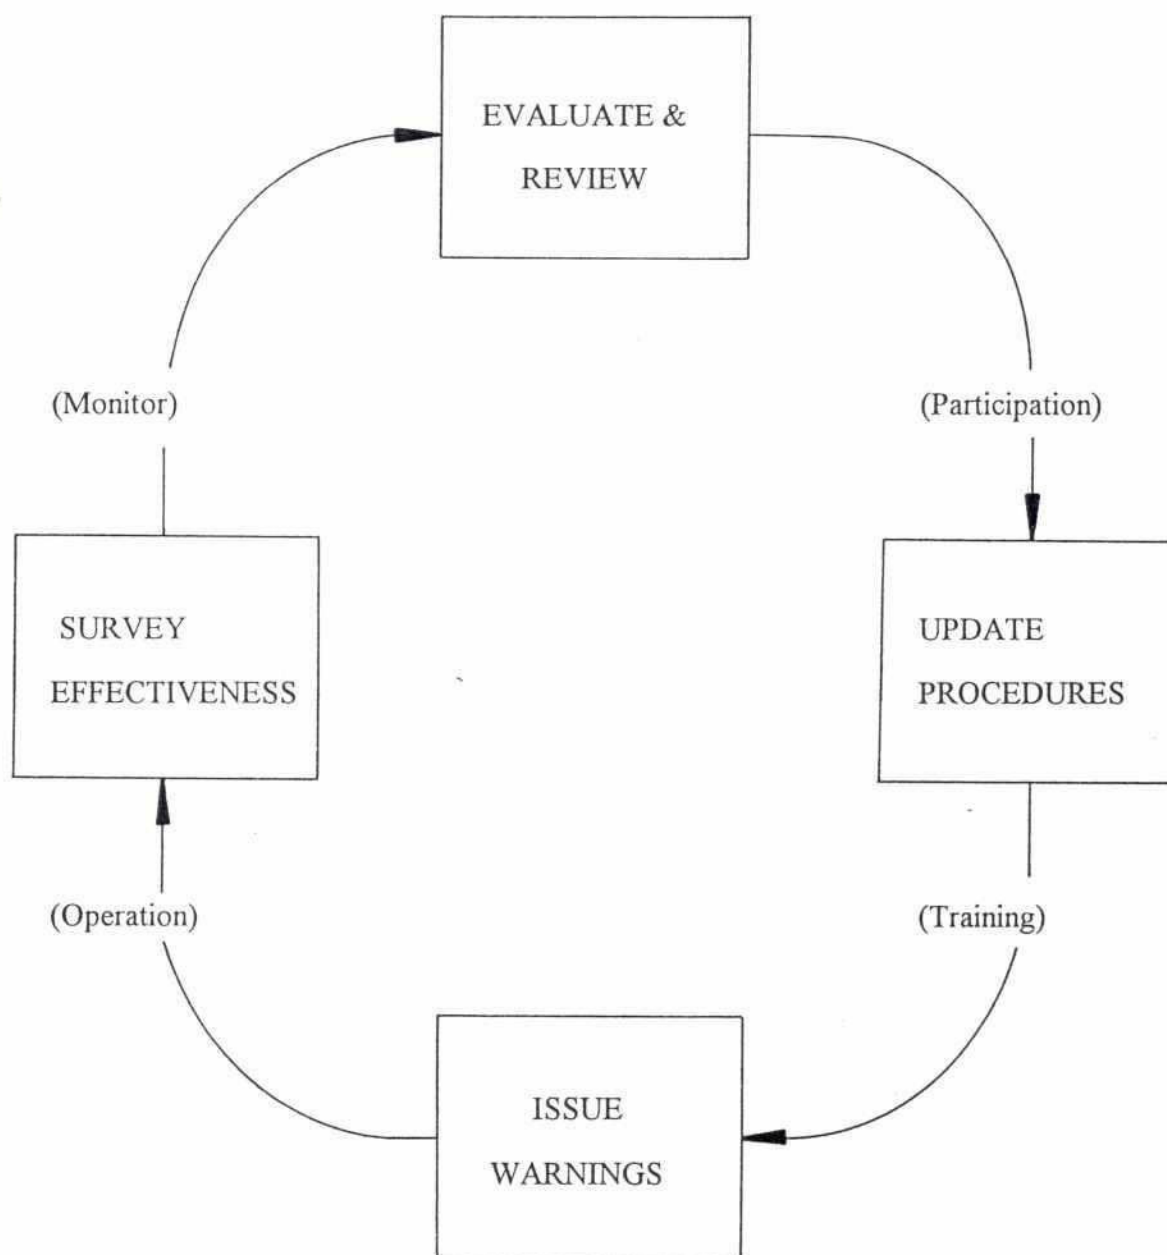 EVALUATE &
REVIEW
(Monitor)
(Participation)
SURVEY
EFFECTIVENESS
UPDATE
PROCEDURES
(Operation)
(Training)
ISSUE
WARNINGS